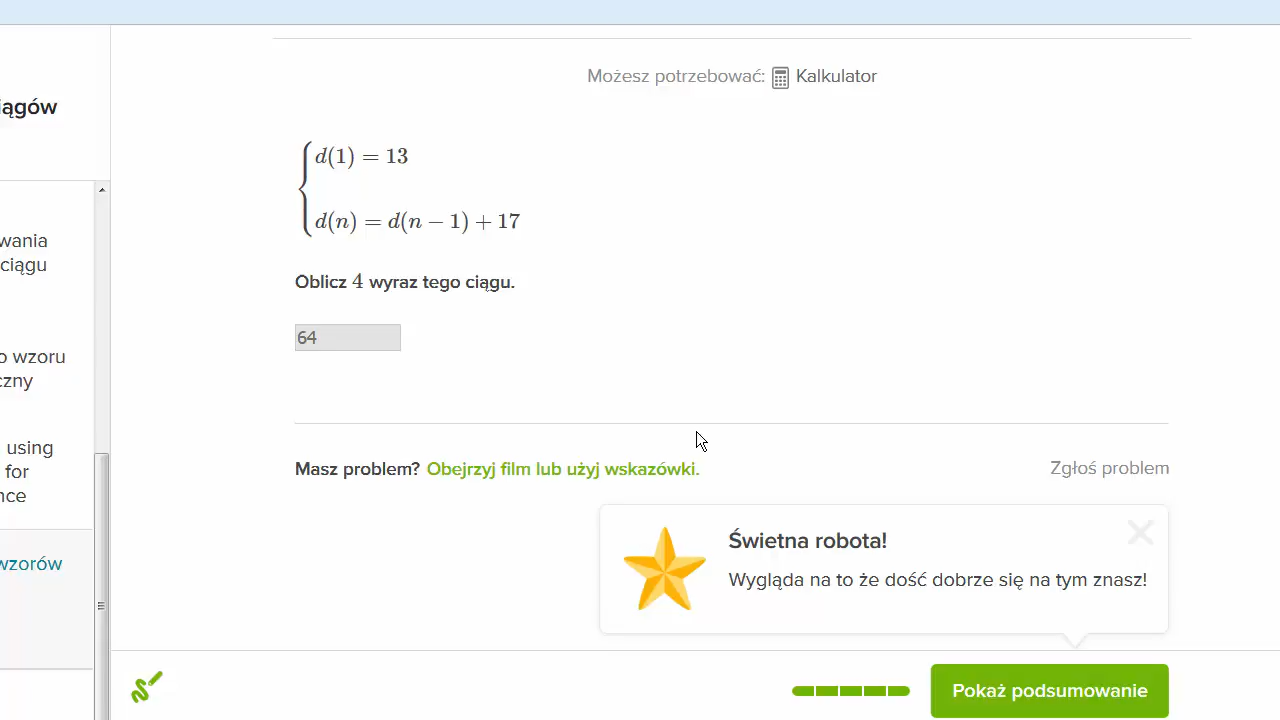 iągów
wania
ciągu
o wzoru
czny
using
for
nce
wzorów
Możesz potrzebować: Kalkulator
d(1) = 13
d(n) = d(n − 1) + 17
Oblicz 4 wyraz tego ciągu.
64
Masz problem? Obejrzyj film lub użyj wskazówki.
Zgłoś problem
Świetna robota!
Wygląda na to że dość dobrze się na tym znasz!
Pokaż podsumowanie